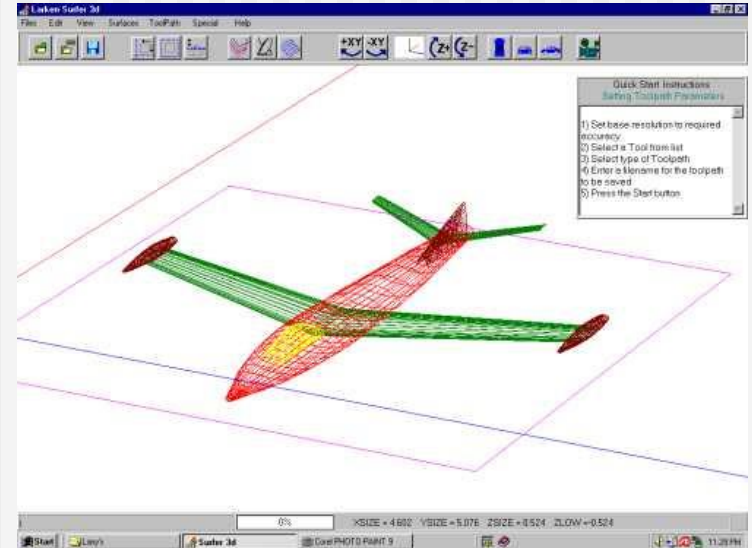 Larken Surfer 3d
Files Edit View Surfaces ToolPath Special Help
+XY -XY Z+ Z-
Quick Start Instructions
Setting Toolpath Parameters
1) Set base resolution to required
accuracy
2) Select a Tool from list
3) Select type of Toolpath
4) Enter a filename for the toolpath
to be saved
5) Press the Start button
0% XSIZE = 4.602 YSIZE = 5.076 ZSIZE = 0.524 ZLOW =-0.524
Start Larry's Surfer 3d Corel PHOTO-PAINT 9 11:28 PM